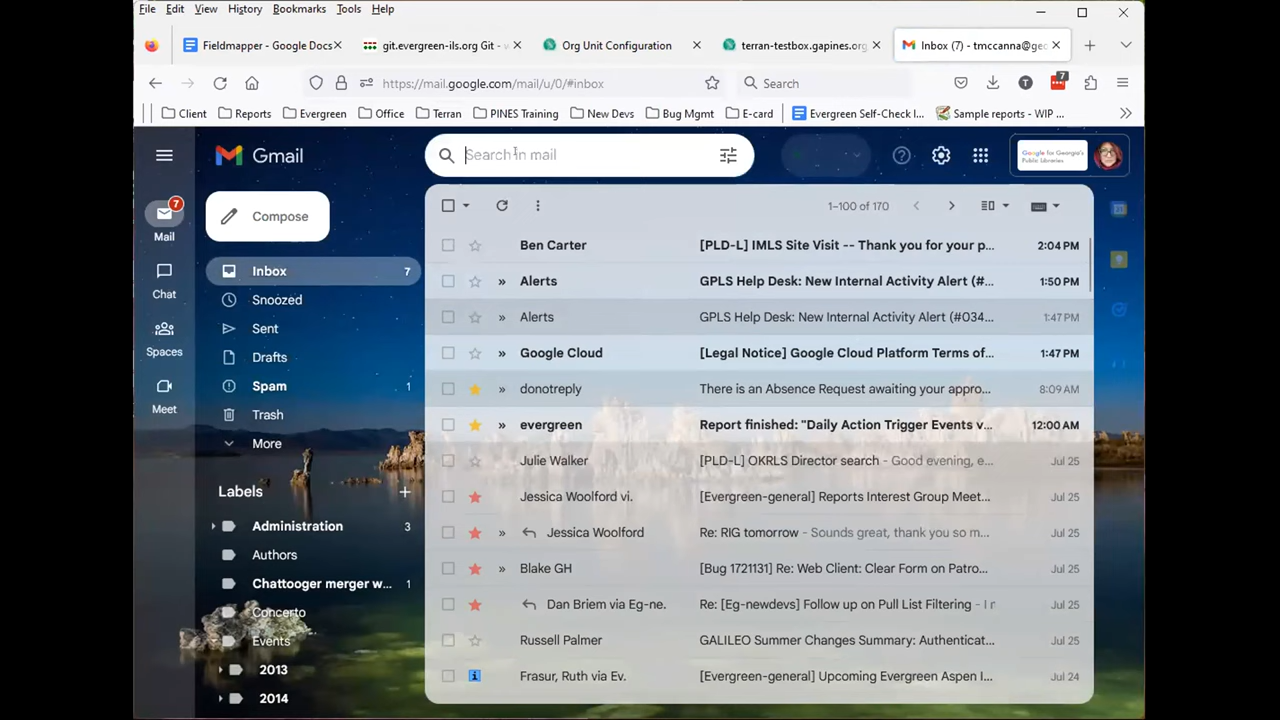 File Edit View History Bookmarks Tools Help
Fieldmapper - Google Docs
git.evergreen-ils.org Git -
Org Unit Configuration
terran-testbox.gapines.org
Inbox (7) - tmccanna@geo
https://mail.google.com/mail/u/0/#inbox
Search
T
7
Client Reports Evergreen Office Terran PINES Training New Devs Bug Mgmt E-card Evergreen Self-Check I... Sample reports - WIP ...
Gmail
Search in mail
Google for Georgia's
Public Libraries
7
Mail
Chat
Spaces
Meet
Compose
Inbox 7
Snoozed
Sent
Drafts
Spam 1
Trash
More
Labels
Administration 3
Authors
Chattooger merger w... 1
Concerto
Events
2013
2014
1–100 of 170
Ben Carter [PLD-L] IMLS Site Visit -- Thank you for your p... 2:04 PM
Alerts GPLS Help Desk: New Internal Activity Alert (#... 1:50 PM
Alerts GPLS Help Desk: New Internal Activity Alert (#034... 1:47 PM
Google Cloud [Legal Notice] Google Cloud Platform Terms of... 1:47 PM
donotreply There is an Absence Request awaiting your appro... 8:09 AM
evergreen Report finished: "Daily Action Trigger Events v... 12:00 AM
Julie Walker [PLD-L] OKRLS Director search - Good evening, e... Jul 25
Jessica Woolford vi. [Evergreen-general] Reports Interest Group Meet... Jul 25
Jessica Woolford Re: RIG tomorrow - Sounds great, thank you so m... Jul 25
Blake GH [Bug 1721131] Re: Web Client: Clear Form on Patro... Jul 25
Dan Briem via Eg-ne. Re: [Eg-newdevs] Follow up on Pull List Filtering - I r Jul 25
Russell Palmer GALILEO Summer Changes Summary: Authenticat... Jul 25
Frasur, Ruth via Ev. [Evergreen-general] Upcoming Evergreen Aspen I... Jul 24